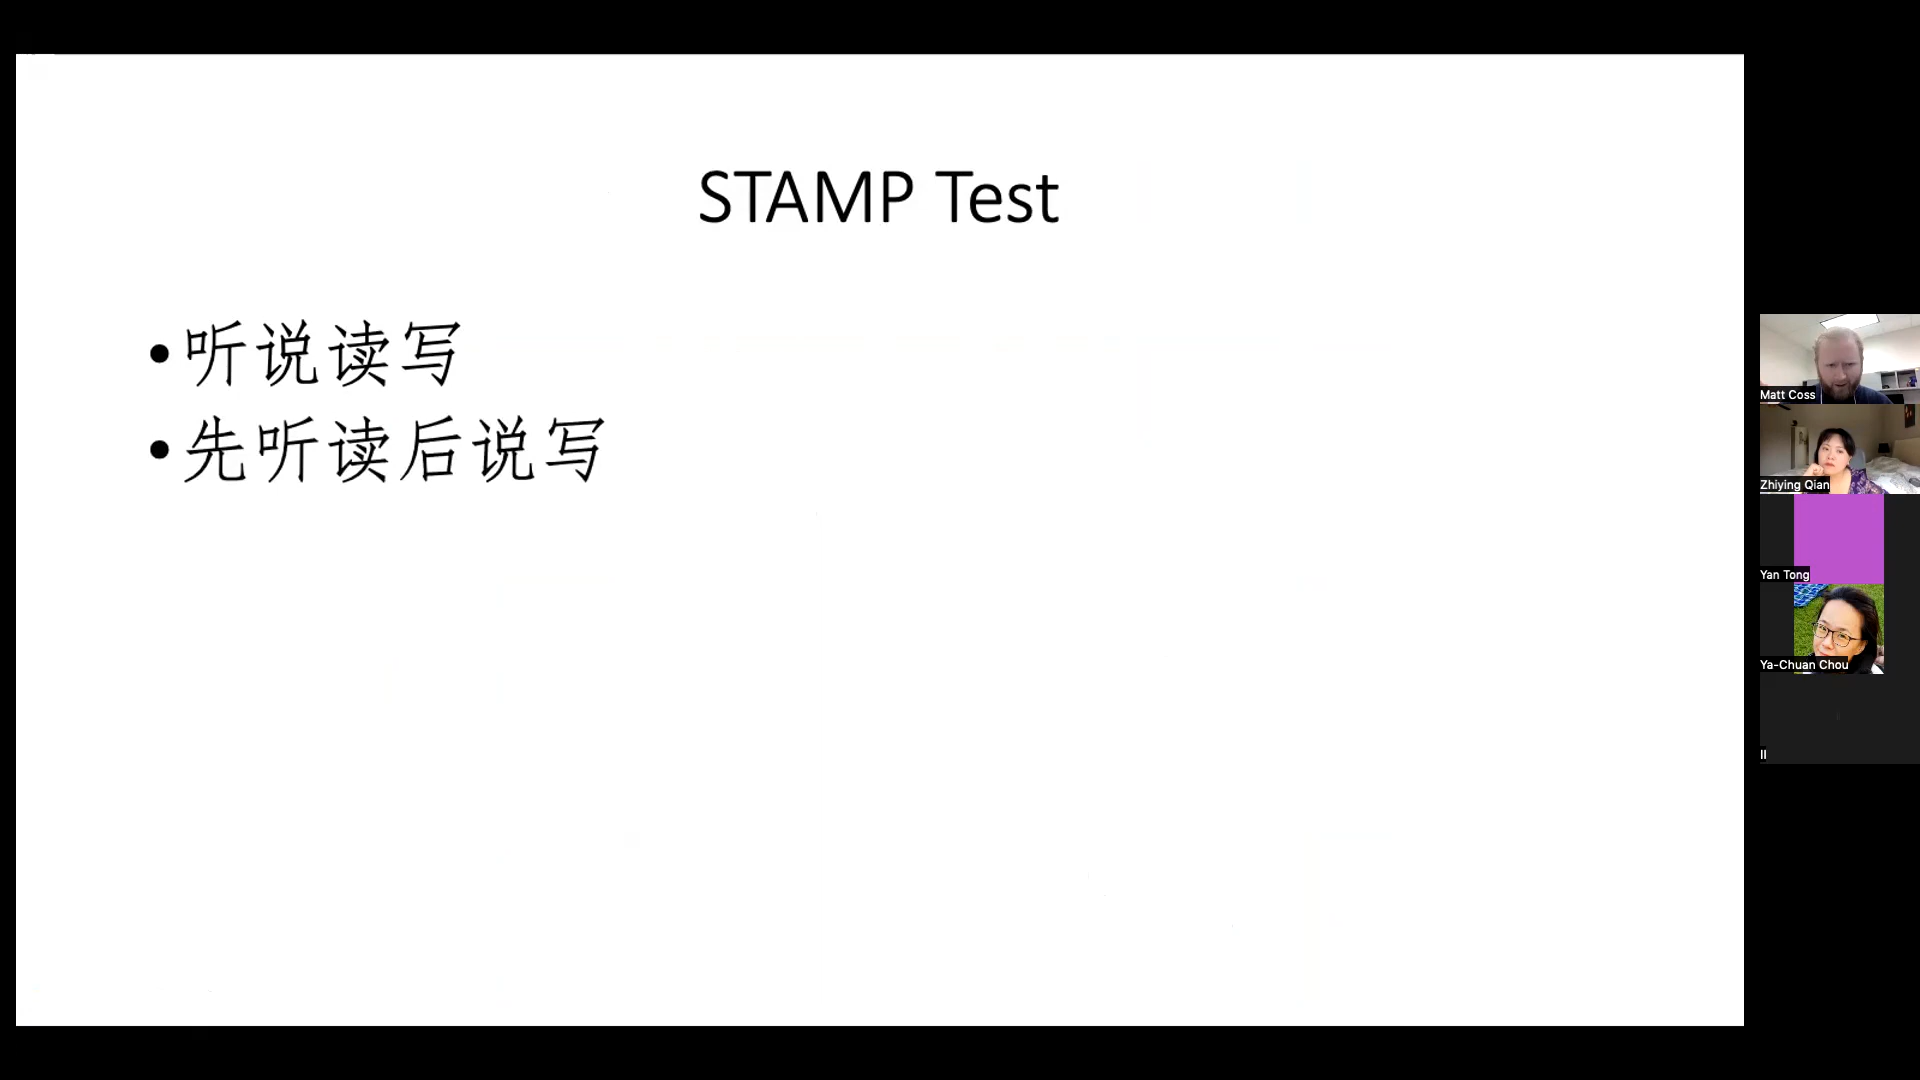 STAMP Test
•听说读写
•先听读后说写
Matt Coss
Zhiying Qian
Yan Tong
Ya-Chuan Chou
ll